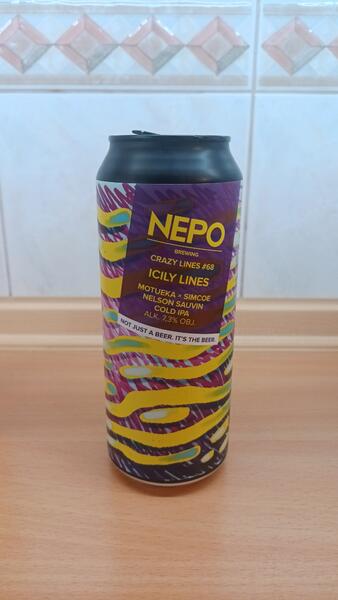 NEPO
BREWING
CRAZY LINES #68
ICILY LINES
MOTUEKA × SIMCOE
NELSON SAUVIN
COLD IPA
ALK. 7,3% OBJ.
NOT JUST A BEER. IT'S THE BEER.